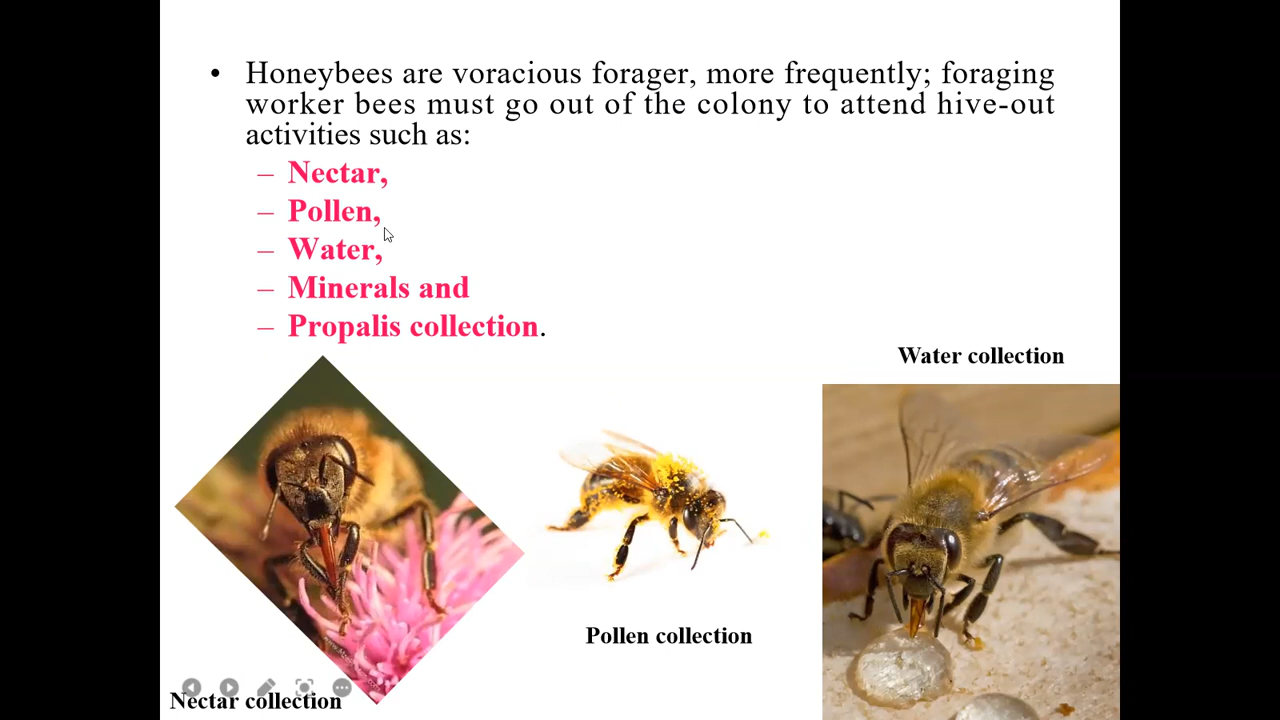 • Honeybees are voracious forager, more frequently; foraging
worker bees must go out of the colony to attend hive-out
activities such as:
– Nectar,
– Pollen,
– Water,
– Minerals and
– Propalis collection.
Water collection
Pollen collection
Nectar collection